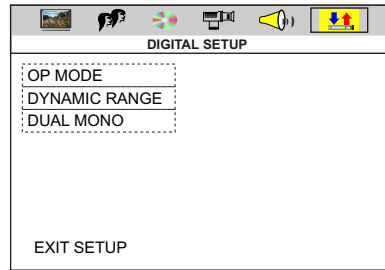 DIGITAL SETUP
OP MODE
DYNAMIC RANGE
DUAL MONO
EXIT SETUP